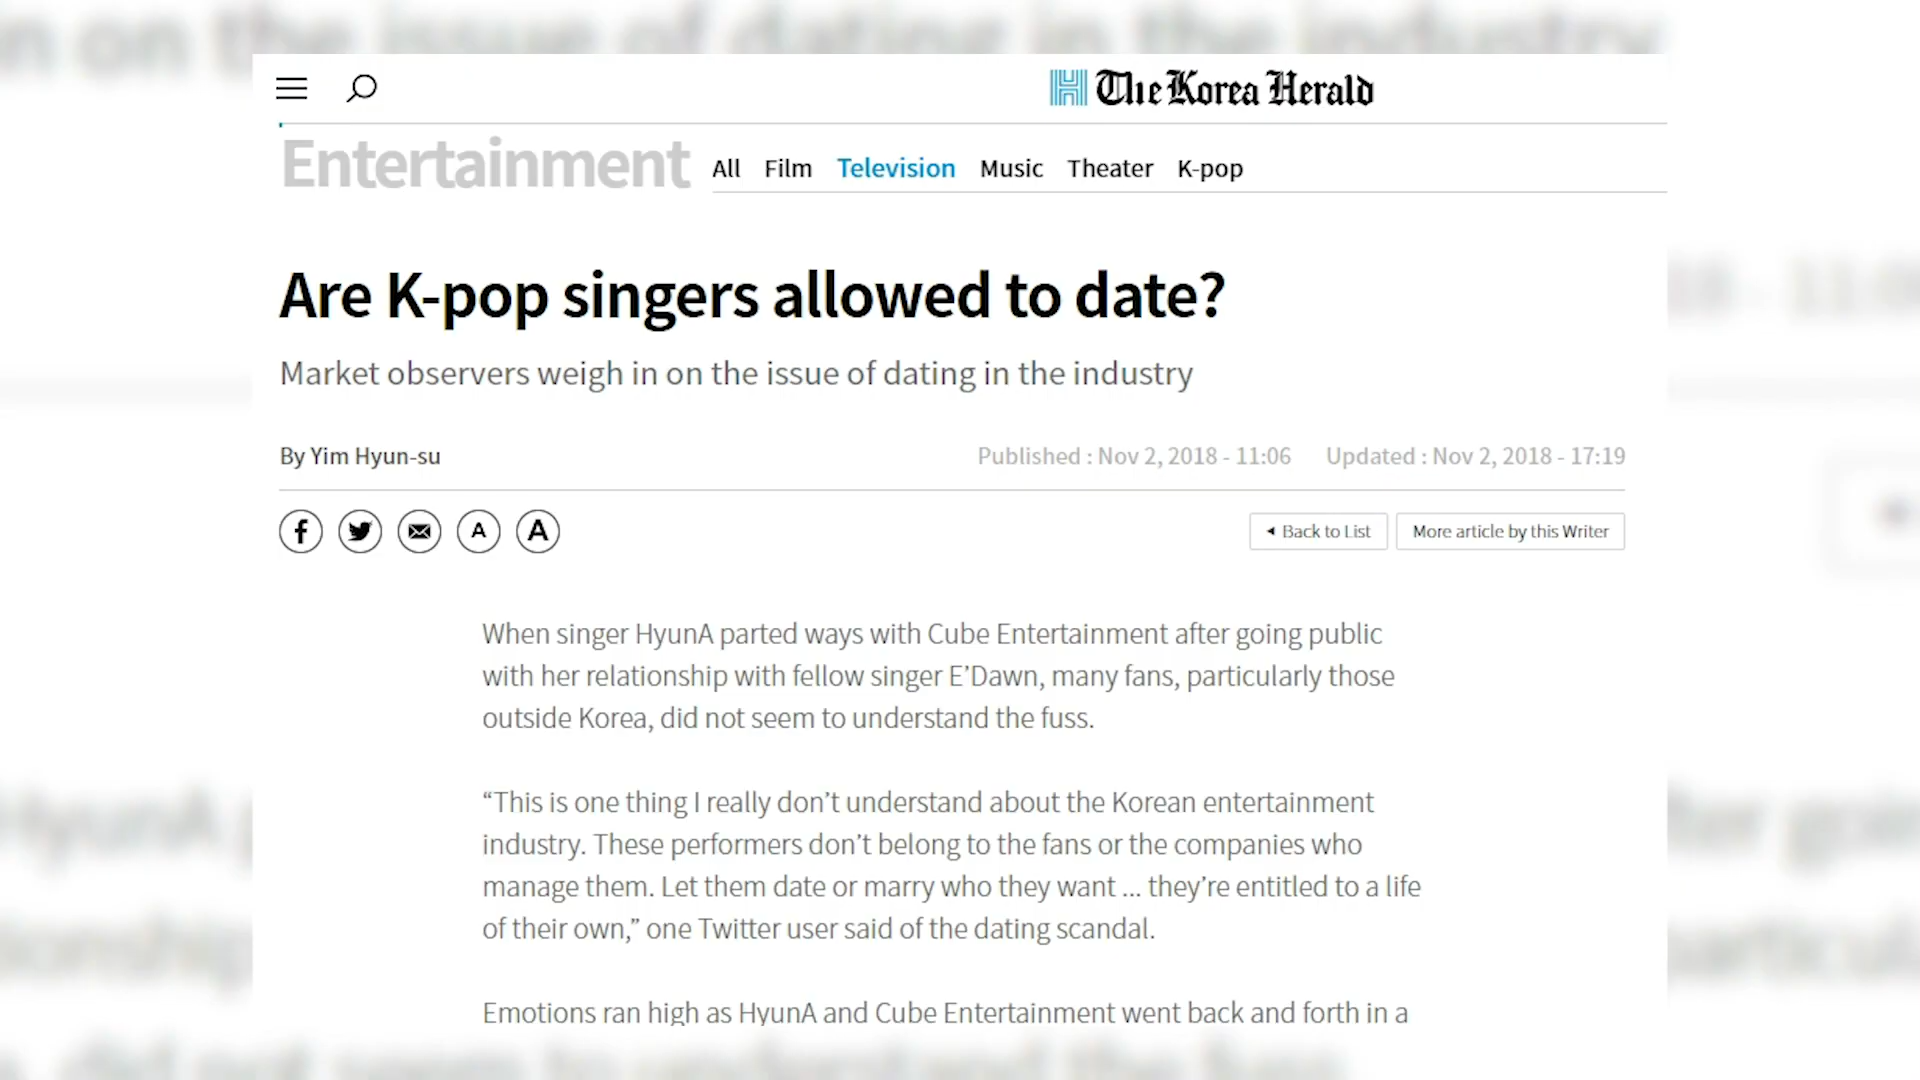 The Korea Herald
Entertainment All Film Television Music Theater K-pop
Are K-pop singers allowed to date?
Market observers weigh in on the issue of dating in the industry
By Yim Hyun-su Published : Nov 2, 2018 - 11:06 Updated : Nov 2, 2018 - 17:19
A A Back to List More article by this Writer
When singer HyunA parted ways with Cube Entertainment after going public
with her relationship with fellow singer E’Dawn, many fans, particularly those
outside Korea, did not seem to understand the fuss.
“This is one thing I really don’t understand about the Korean entertainment
industry. These performers don’t belong to the fans or the companies who
manage them. Let them date or marry who they want ... they’re entitled to a life
of their own,” one Twitter user said of the dating scandal.
Emotions ran high as HyunA and Cube Entertainment went back and forth in a